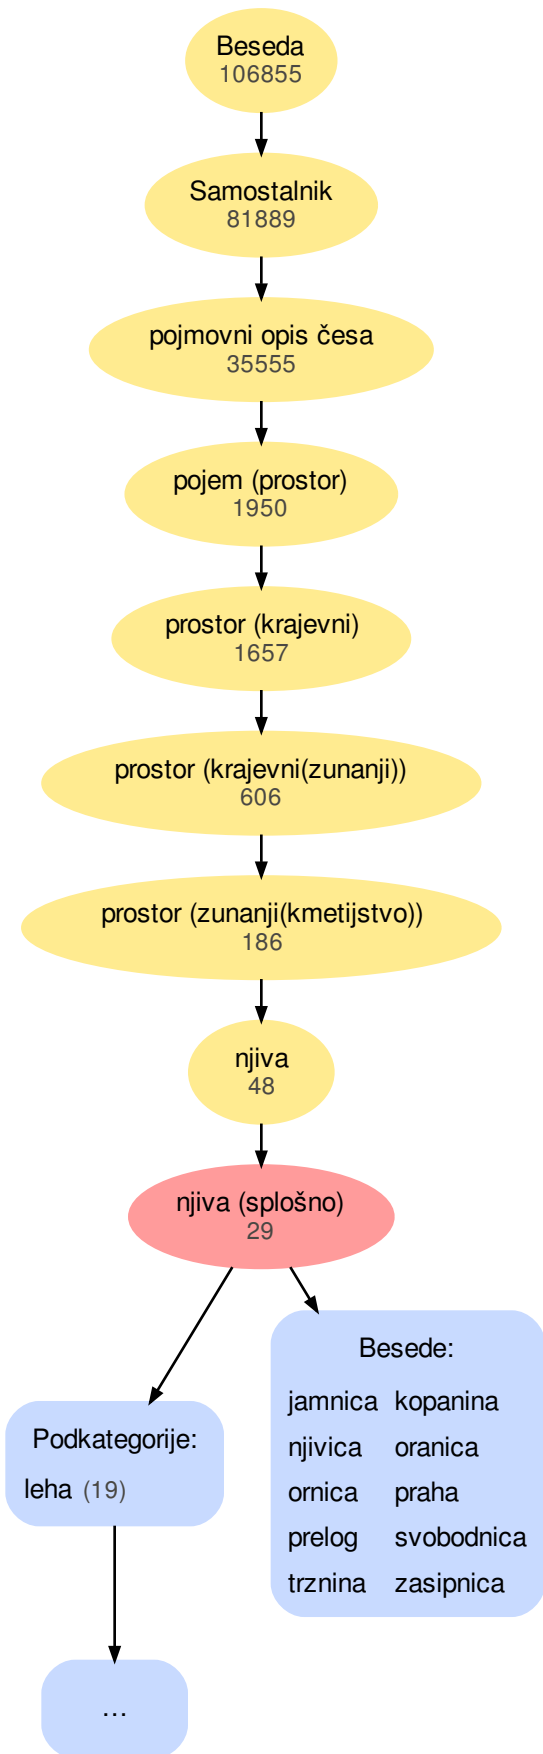 Beseda
106855
Samostalnik
81889
pojmovni opis česa
35555
pojem (prostor)
1950
prostor (krajevni)
1657
prostor (krajevni(zunanji))
606
prostor (zunanji(kmetijstvo))
186
njiva
48
njiva (splošno)
29
Besede:
jamnica kopanina
njivica oranica
ornica praha
prelog svobodnica
trznina zasipnica
Podkategorije:
leha (19)
...